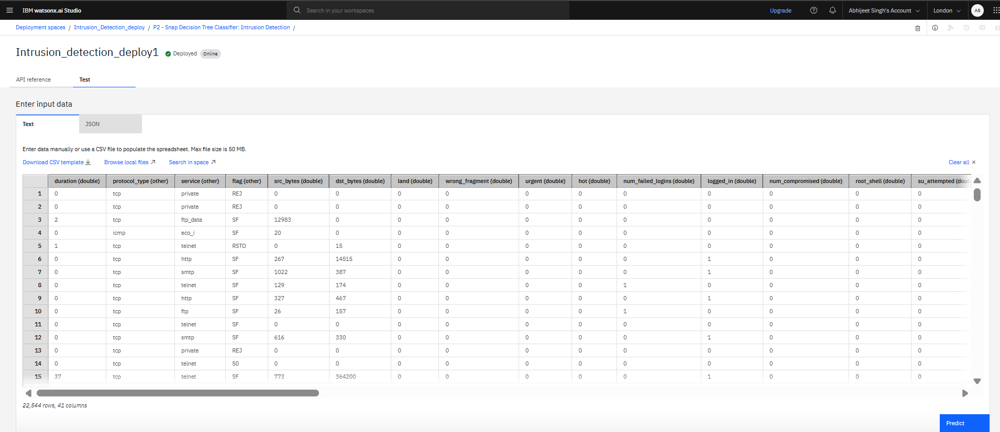 IBM watsonx.ai Studio Search in your workspaces Upgrade Abhijeet Singh's Account London AS
Deployment spaces / Intrusion_Detection_deploy / P2 - Snap Decision Tree Classifier: Intrusion Detection /
Intrusion_detection_deploy1 Deployed Online
API reference Test
Enter input data
Text JSON
Enter data manually or use a CSV file to populate the spreadsheet. Max file size is 50 MB.
Download CSV template Browse local files Search in space Clear all
duration (double) protocol_type (other) service (other) flag (other) src_bytes (double) dst_bytes (double) land (double) wrong_fragment (double) urgent (double) hot (double) num_failed_logins (double) logged_in (double) num_compromised (double) root_shell (double) su_attempted (doub
1 0 tcp private REJ 0 0 0 0 0 0 0 0 0 0 0
2 0 tcp private REJ 0 0 0 0 0 0 0 0 0 0 0
3 2 tcp ftp_data SF 12983 0 0 0 0 0 0 0 0 0 0
4 0 icmp eco_i SF 20 0 0 0 0 0 0 0 0 0 0
5 1 tcp telnet RSTO 0 15 0 0 0 0 0 0 0 0 0
6 0 tcp http SF 267 14515 0 0 0 0 0 1 0 0 0
7 0 tcp smtp SF 1022 387 0 0 0 0 0 1 0 0 0
8 0 tcp telnet SF 129 174 0 0 0 0 1 0 0 0 0
9 0 tcp http SF 327 467 0 0 0 0 0 1 0 0 0
10 0 tcp ftp SF 26 157 0 0 0 0 1 0 0 0 0
11 0 tcp telnet SF 0 0 0 0 0 0 0 0 0 0 0
12 0 tcp smtp SF 616 330 0 0 0 0 0 1 0 0 0
13 0 tcp private REJ 0 0 0 0 0 0 0 0 0 0 0
14 0 tcp telnet S0 0 0 0 0 0 0 0 0 0 0 0
15 37 tcp telnet SF 773 364200 0 0 0 0 0 1 0 0 0
22,544 rows, 41 columns
Predict